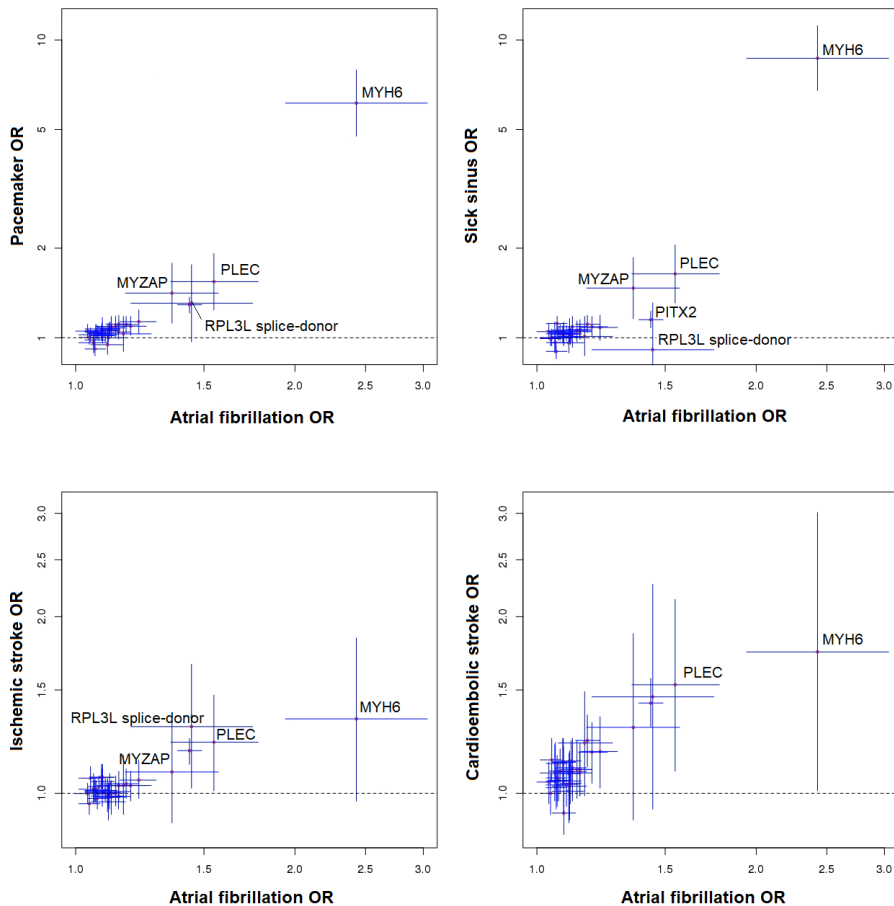 Pacemaker OR
10
5
2
1
MYH6
PLEC
MYZAP
RPL3L splice-donor
1.0
1.5
2.0
2.5
3.0
Atrial fibrillation OR
Sick sinus OR
10
5
2
1
MYH6
PLEC
MYZAP
PITX2
RPL3L splice-donor
1.0
1.5
2.0
2.5
3.0
Atrial fibrillation OR
Ischemic stroke OR
3.0
2.5
2.0
1.5
1.0
RPL3L splice-donor
MYH6
PLEC
MYZAP
1.0
1.5
2.0
2.5
3.0
Atrial fibrillation OR
Cardioembolic stroke OR
3.0
2.5
2.0
1.5
1.0
PLEC
MYH6
1.0
1.5
2.0
2.5
3.0
Atrial fibrillation OR